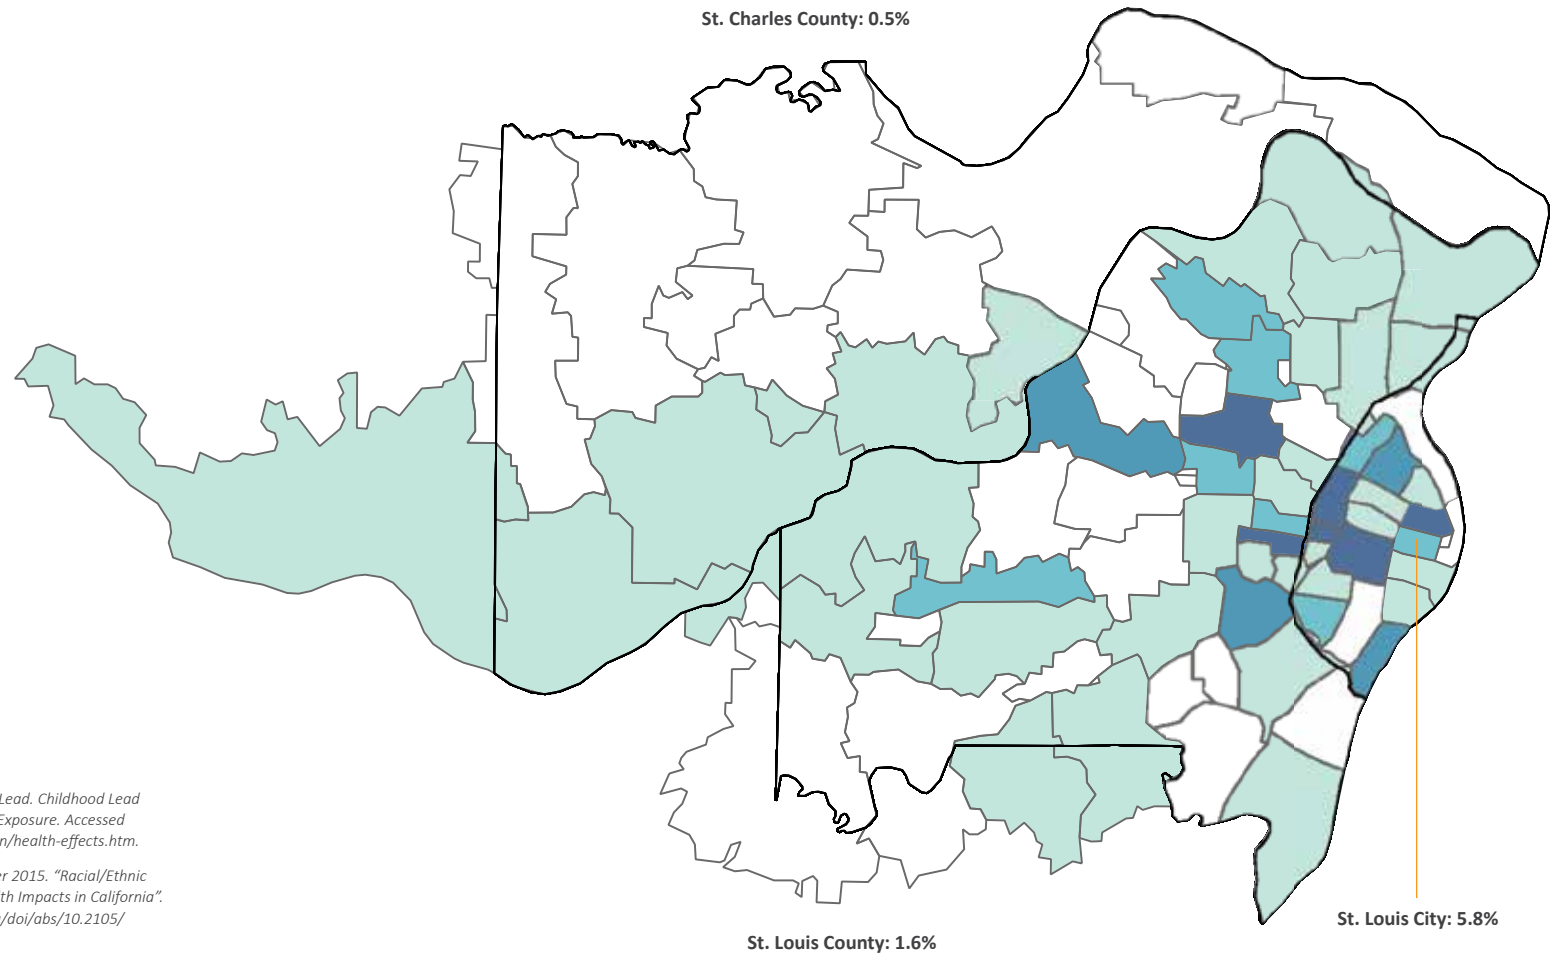 St. Charles County: 0.5%
Lead. Childhood Lead
Exposure. Accessed
n/health-effects.htm.
er 2015. “Racial/Ethnic
lth Impacts in California”.
/doi/abs/10.2105/
St. Louis City: 5.8%
St. Louis County: 1.6%